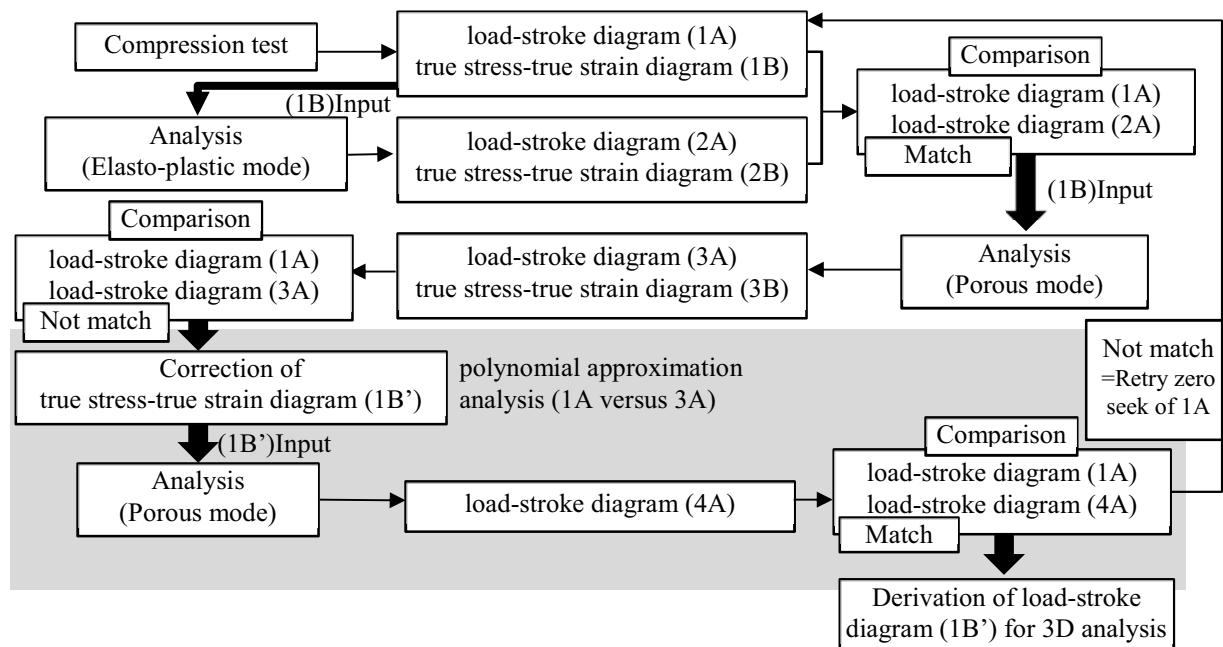 Compression test
load-stroke diagram (1A)
true stress-true strain diagram (1B)
(1B)Input
Analysis
(Elasto-plastic mode)
load-stroke diagram (2A)
true stress-true strain diagram (2B)
Comparison
load-stroke diagram (1A)
load-stroke diagram (2A)
Match
(1B)Input
Analysis
(Porous mode)
load-stroke diagram (3A)
true stress-true strain diagram (3B)
Comparison
load-stroke diagram (1A)
load-stroke diagram (3A)
Not match
Correction of
true stress-true strain diagram (1B’)
polynomial approximation
analysis (1A versus 3A)
(1B’)Input
Analysis
(Porous mode)
load-stroke diagram (4A)
Comparison
load-stroke diagram (1A)
load-stroke diagram (4A)
Match
Not match
=Retry zero
seek of 1A
Derivation of load-stroke
diagram (1B’) for 3D analysis